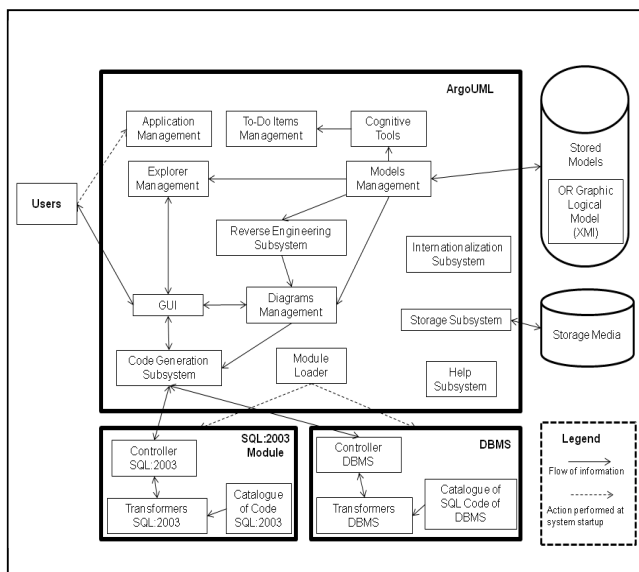 ArgoUML
Application
Management
To-Do Items
Management
Cognitive
Tools
Explorer
Management
Models
Management
Users
Reverse Engineering
Subsystem
Internationalization
Subsystem
GUI
Diagrams
Management
Storage Subsystem
Code Generation
Subsystem
Module
Loader
Help
Subsystem
Stored
Models
OR Graphic
Logical
Model
(XMI)
Storage Media
SQL:2003
Module
Controller
SQL:2003
Transformers
SQL:2003
Catalogue
of Code
SQL:2003
DBMS
Controller
DBMS
Transformers
DBMS
Catalogue of
SQL Code of
DBMS
Legend
Flow of information
Action performed at
system startup